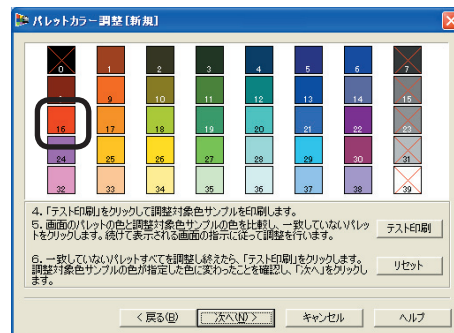 パレットカラー調整[新規]
0 1 2 3 4 5 6 7
9 10 11 12 13 14 15
16 17 18 19 20 21 22 23
24 25 26 27 28 29 30 31
32 33 34 35 36 37 38 39
4. 「テスト印刷」をクリックして調整対象色サンプルを印刷します。
5. 画面のパレットの色と調整対象色サンプルの色を比較し、一致していないパレッ
トをクリックします。続けて表示される画面の指示に従って調整を行います。
テスト印刷
6. 一致していないパレットすべてを調整し終えたら、「テスト印刷」をクリックします。
調整対象色サンプルの色が指定した色に変わったことを確認し、「次へ」をクリックし
ます。
リセット
< 戻る(B) 次へ(N) > キャンセル ヘルプ